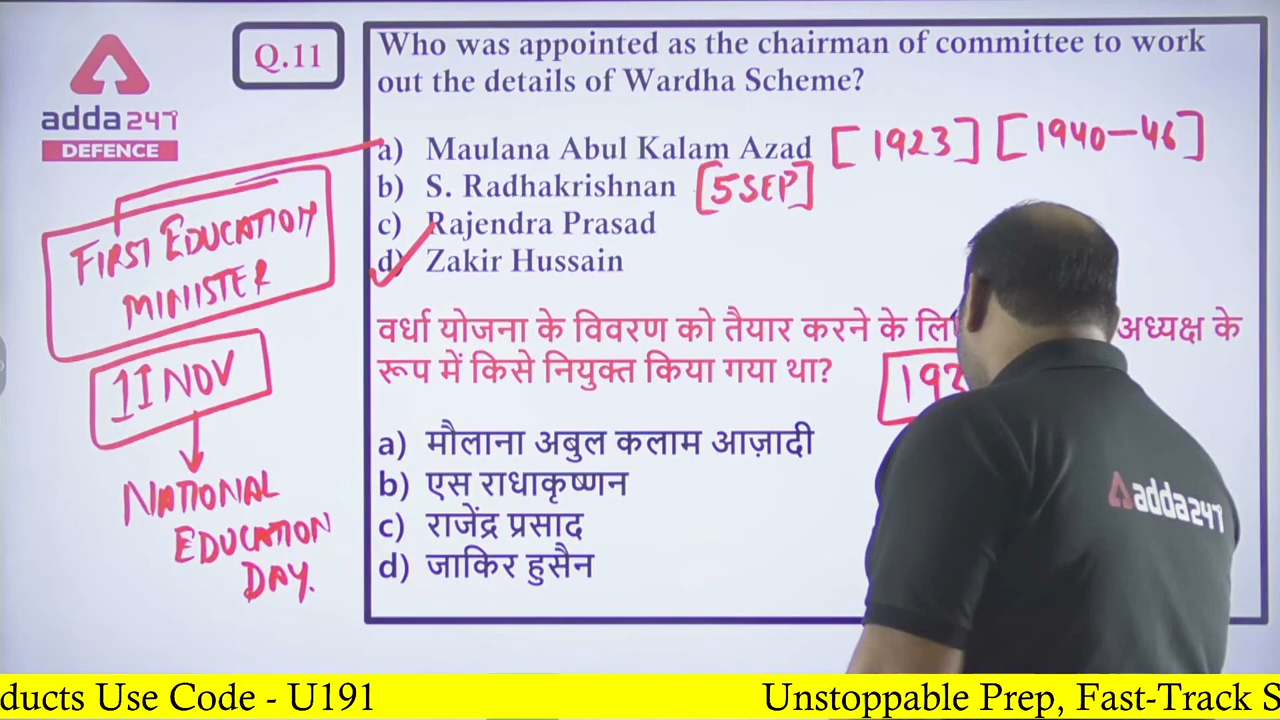 Q.11
Who was appointed as the chairman of committee to work
out the details of Wardha Scheme?
adda247
DEFENCE
a) Maulana Abul Kalam Azad [1923] [1940-46]
b) S. Radhakrishnan [5 SEP]
c) Rajendra Prasad
d) Zakir Hussain
FIRST EDUCATION
MINISTER
11 NOV
NATIONAL
EDUCATION
DAY.
वर्धा योजना के विवरण को तैयार करने के अध्यक्ष के
रूप में किसे नियुक्त किया गया था?
a) मौलाना अबुल कलाम आज़ादी
b) एस राधाकृष्णन
c) राजेंद्र प्रसाद
d) जाकिर हुसैन
adda247
ducts Use Code - U191 Unstoppable Prep, Fast-Track S